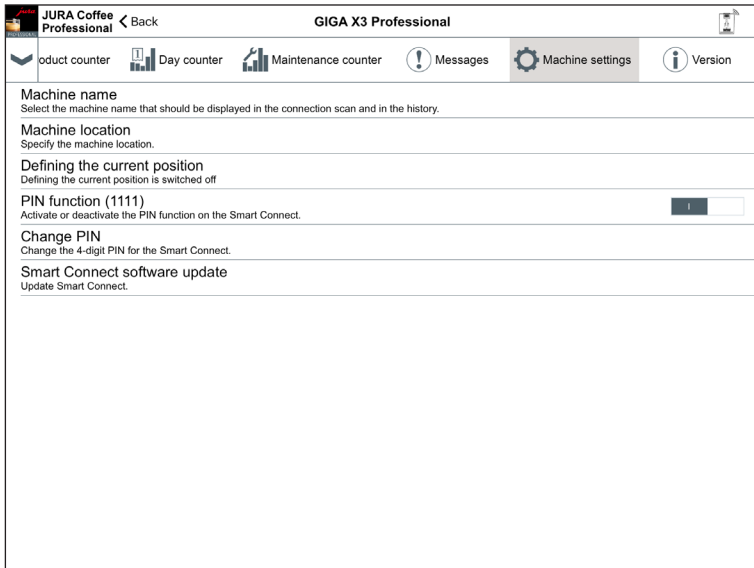 jura
JURA Coffee
Professional
Back
GIGA X3 Professional
oduct counter
1
Day counter
Maintenance counter
Messages
Machine settings
Version
Machine name
Select the machine name that should be displayed in the connection scan and in the history.
Machine location
Specify the machine location.
Defining the current position
Defining the current position is switched off
PIN function (1111)
Activate or deactivate the PIN function on the Smart Connect.
I
Change PIN
Change the 4-digit PIN for the Smart Connect.
Smart Connect software update
Update Smart Connect.